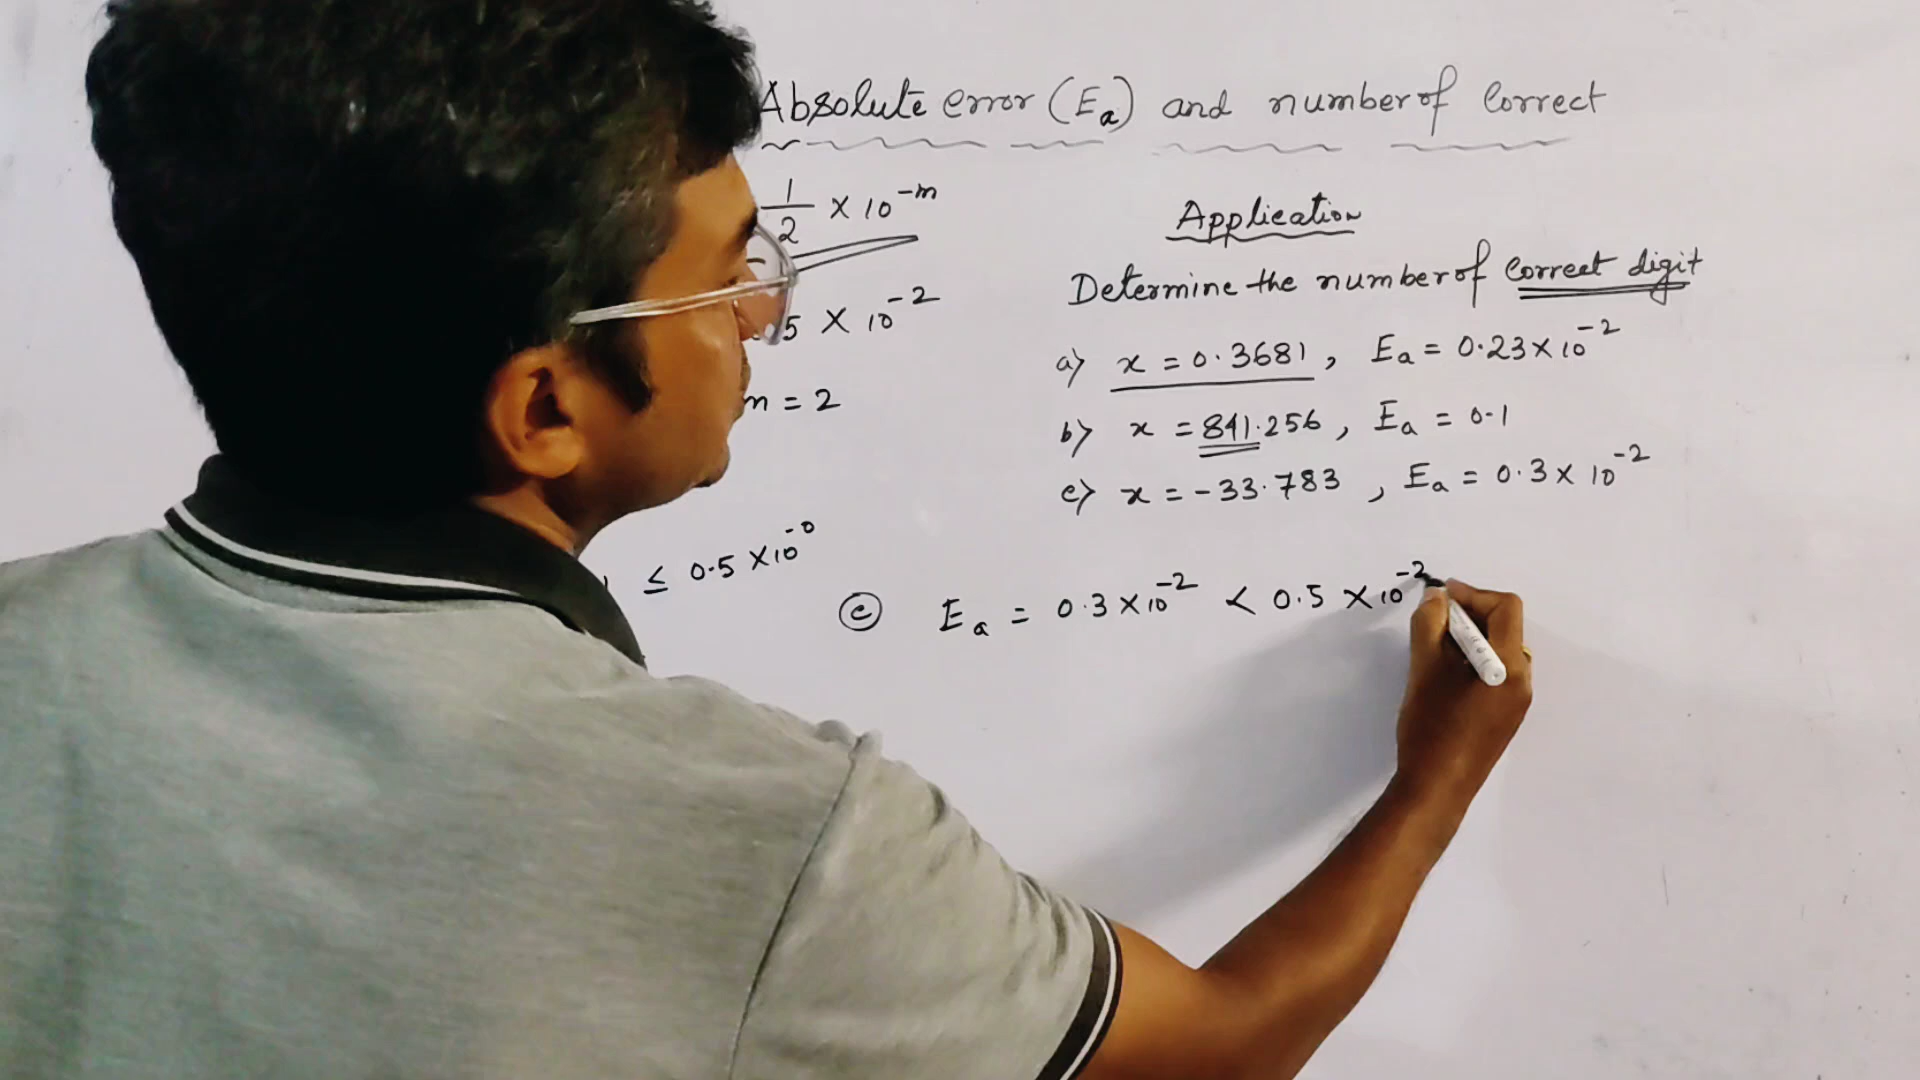 Absolute error (Ea) and number of correct
1/2 × 10^-m
5 × 10^-2
m = 2
≤ 0.5 × 10^-0
Application
Determine the number of correct digit
a) x = 0.3681, Ea = 0.23 × 10^-2
b) x = 841.256, Ea = 0.1
c) x = -33.783, Ea = 0.3 × 10^-2
(c) Ea = 0.3 × 10^-2 < 0.5 × 10^-2